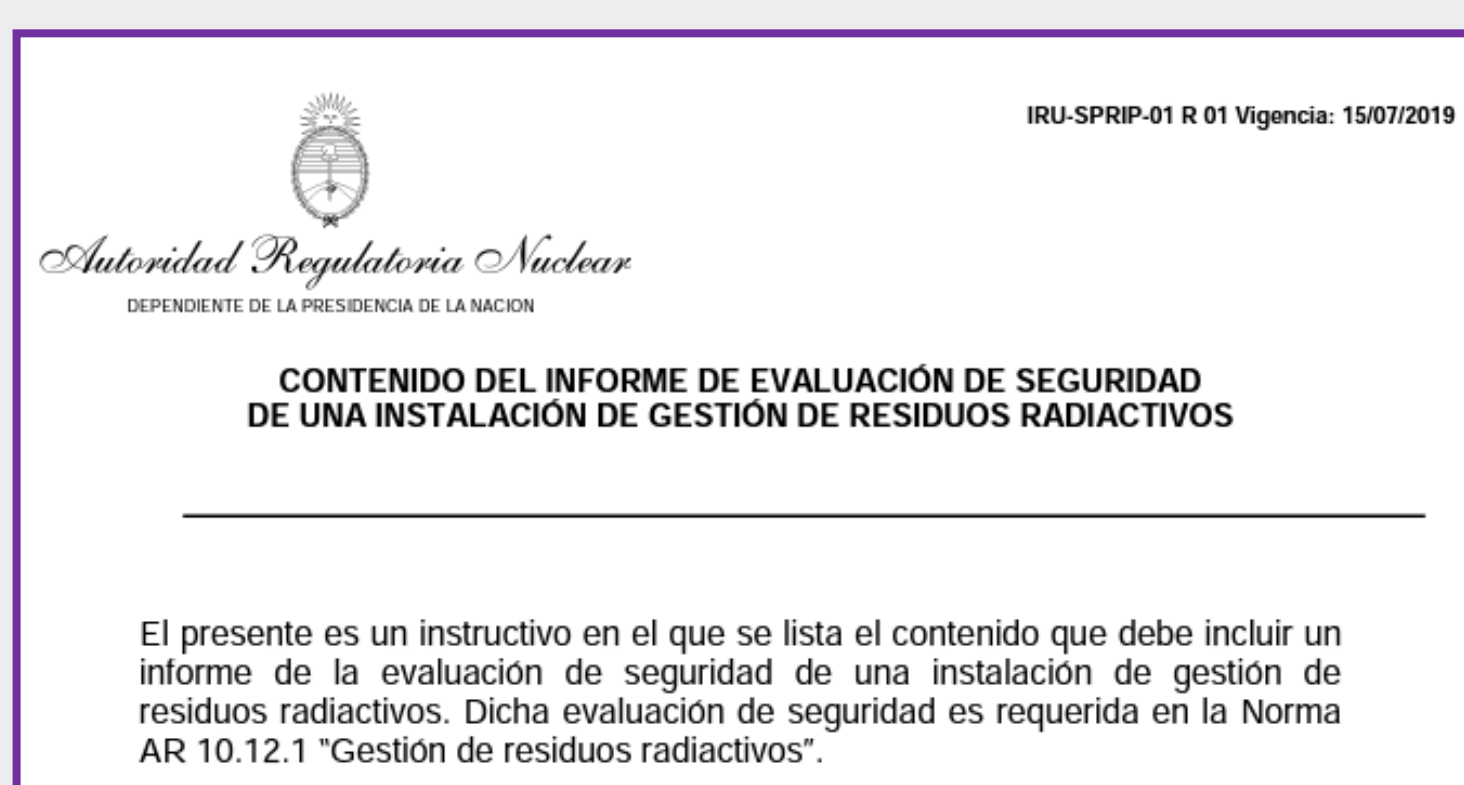 IRU-SPRIP-01 R 01 Vigencia: 15/07/2019
Autoridad Regulatoria Nuclear
DEPENDIENTE DE LA PRESIDENCIA DE LA NACION
CONTENIDO DEL INFORME DE EVALUACIÓN DE SEGURIDAD
DE UNA INSTALACIÓN DE GESTIÓN DE RESIDUOS RADIACTIVOS
El presente es un instructivo en el que se lista el contenido que debe incluir un
informe de la evaluación de seguridad de una instalación de gestión de
residuos radiactivos. Dicha evaluación de seguridad es requerida en la Norma
AR 10.12.1 “Gestión de residuos radiactivos”.